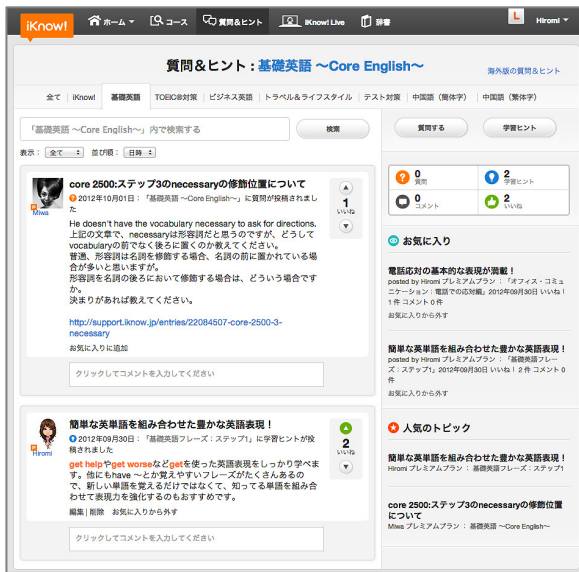 iKnow!
ホーム
コース
質問&ヒント
iKnow! Live
辞書
L
Hiromi
質問&ヒント : 基礎英語 〜Core English〜
海外版の質問&ヒント
全て
iKnow!
基礎英語
TOEIC®対策
ビジネス英語
トラベル&ライフスタイル
テスト対策
中国語（簡体字）
中国語（繁体字）
「基礎英語 〜Core English〜」内で検索する
検索
表示： 全て 並び順： 日時
core 2500:ステップ3のnecessaryの修飾位置について
2012年10月01日：「基礎英語 〜Core English〜」に質問が投稿されまし
た
P
Miwa
He doesn't have the vocabulary necessary to ask for directions.
上記の文章で、necessaryは形容詞だと思うのですが、どうして
vocabularyの前でなく後ろに置くのか教えてください。
普通、形容詞は名詞を修飾する場合、名詞の前に置かれている場
合が多いと思いますが。
形容詞を名詞の後ろにおいて修飾する場合は、どういう場合です
か。
決まりがあれば教えてください。
http://support.iknow.jp/entries/22084507-core-2500-3-
necessary
お気に入りに追加
1
いいね
クリックしてコメントを入力してください
簡単な英単語を組み合わせた豊かな英語表現！
2012年09月30日：「基礎英語フレーズ：ステップ1」に学習ヒントが投
稿されました
P
Hiromi
get helpやget worseなどgetを使った英語表現をしっかり学べま
す。他にもhave 〜とか覚えやすいフレーズがたくさんあるの
で、新しい単語を覚えるだけではなくて、知ってる単語を組み合
わせて表現力を強化するのもおすすめです。
編集 | 削除 お気に入りから外す
2
いいね
クリックしてコメントを入力してください
質問する
学習ヒント
0
質問
2
学習ヒント
0
コメント
2
いいね
お気に入り
電話応対の基本的な表現が満載！
posted by Hiromi プレミアムプラン ： 「オフィス・コミュ
ニケーション：電話での応対編」2012年09月30日 いいね！
1 件 コメント 0 件
お気に入りから外す
簡単な英単語を組み合わせた豊かな英語表現！
posted by Hiromi プレミアムプラン ： 「基礎英語フレー
ズ：ステップ1」2012年09月30日 いいね！ 2 件 コメント 0
件
お気に入りから外す
人気のトピック
簡単な英単語を組み合わせた豊かな英語表現！
Hiromi プレミアムプラン ： 基礎英語フレーズ：ステップ1
core 2500:ステップ3のnecessaryの修飾位置
について
Miwa プレミアムプラン ： 基礎英語 〜Core English〜